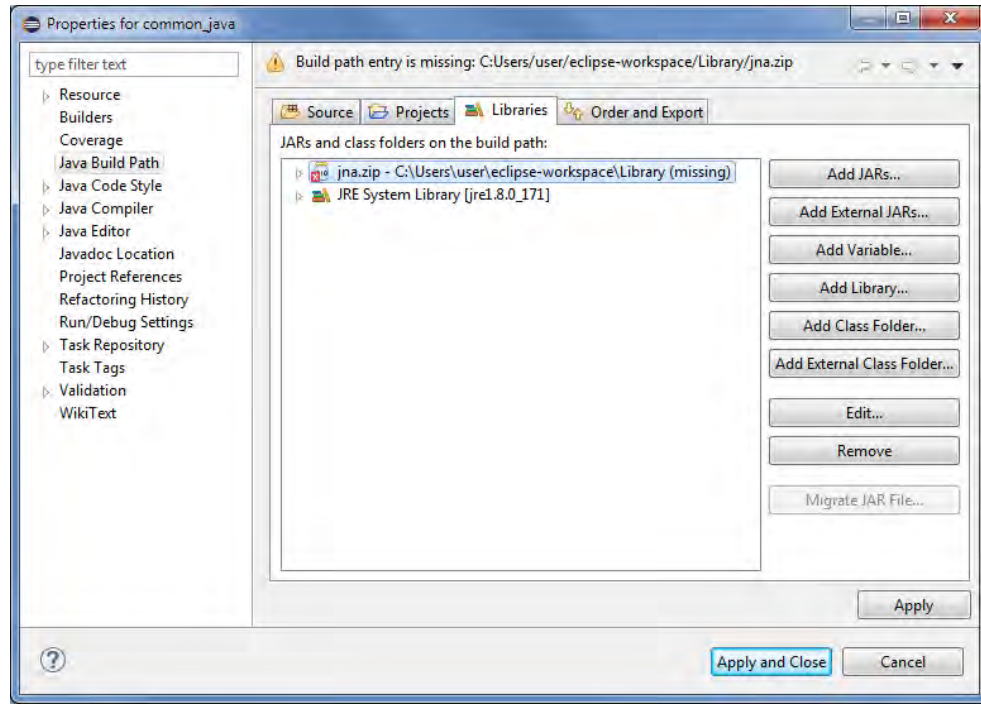 Properties for common_java
type filter text
Resource
Builders
Coverage
Java Build Path
Java Code Style
Java Compiler
Java Editor
Javadoc Location
Project References
Refactoring History
Run/Debug Settings
Task Repository
Task Tags
Validation
WikiText
Build path entry is missing: C:Users/user/eclipse-workspace/Library/jna.zip
Source Projects Libraries Order and Export
JARs and class folders on the build path:
jna.zip - C:\Users\user\eclipse-workspace\Library (missing)
JRE System Library [jre1.8.0_171]
Add JARs...
Add External JARs...
Add Variable...
Add Library...
Add Class Folder...
Add External Class Folder...
Edit...
Remove
Migrate JAR File...
Apply
Apply and Close Cancel